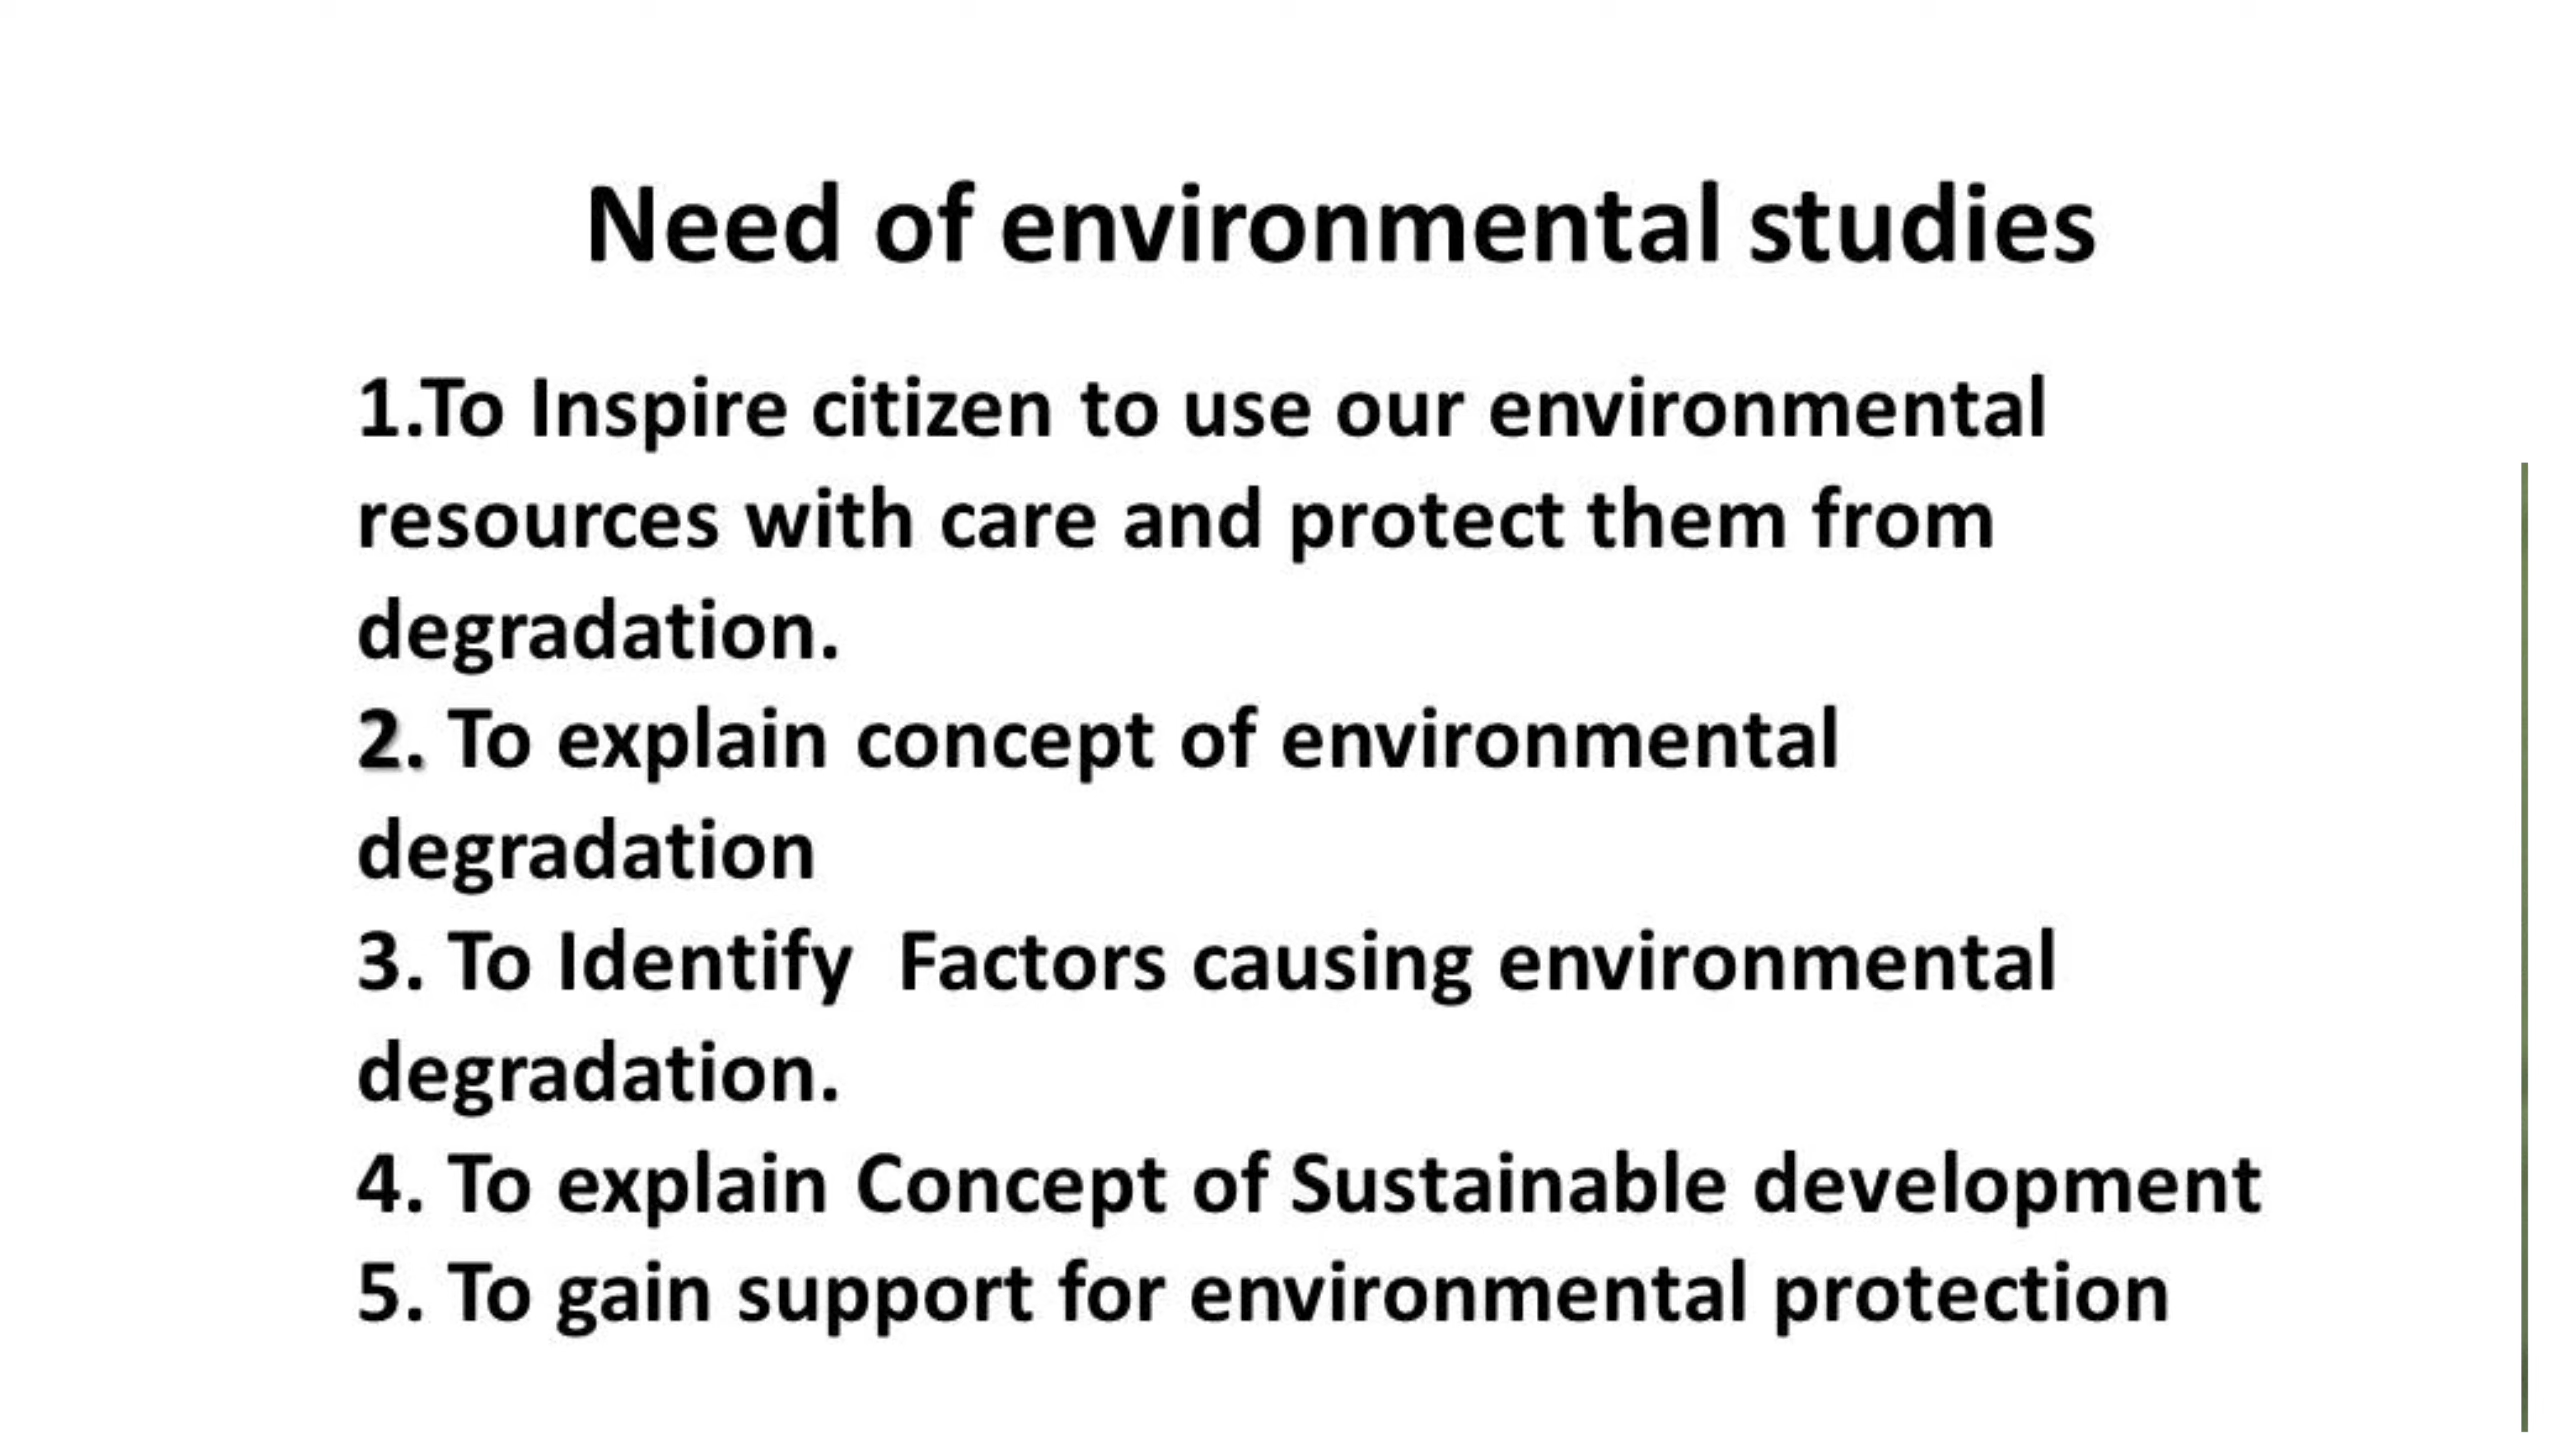 Need of environmental studies
1.To Inspire citizen to use our environmental
resources with care and protect them from
degradation.
2. To explain concept of environmental
degradation
3. To Identify  Factors causing environmental
degradation.
4. To explain Concept of Sustainable development
5. To gain support for environmental protection